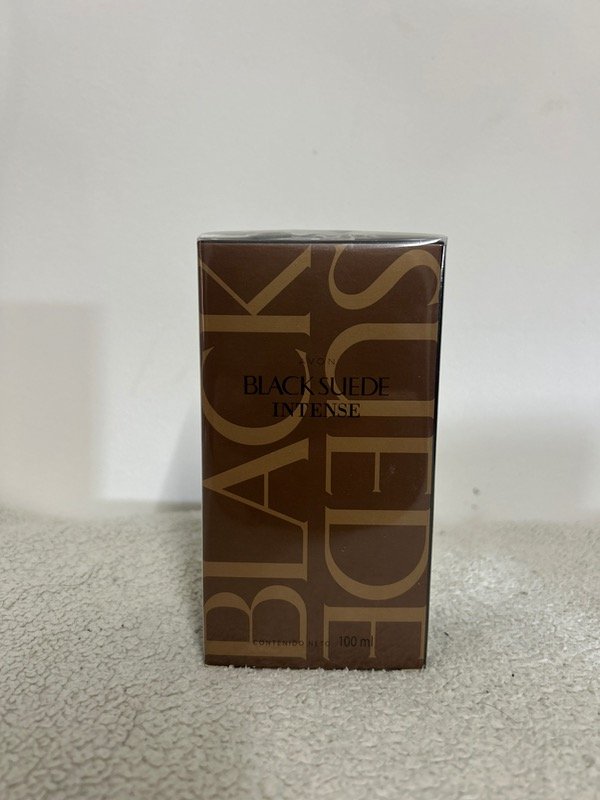 BLACK
SUEDE
AVON
BLACK SUEDE
INTENSE
CONTENIDO NETO 100 ml